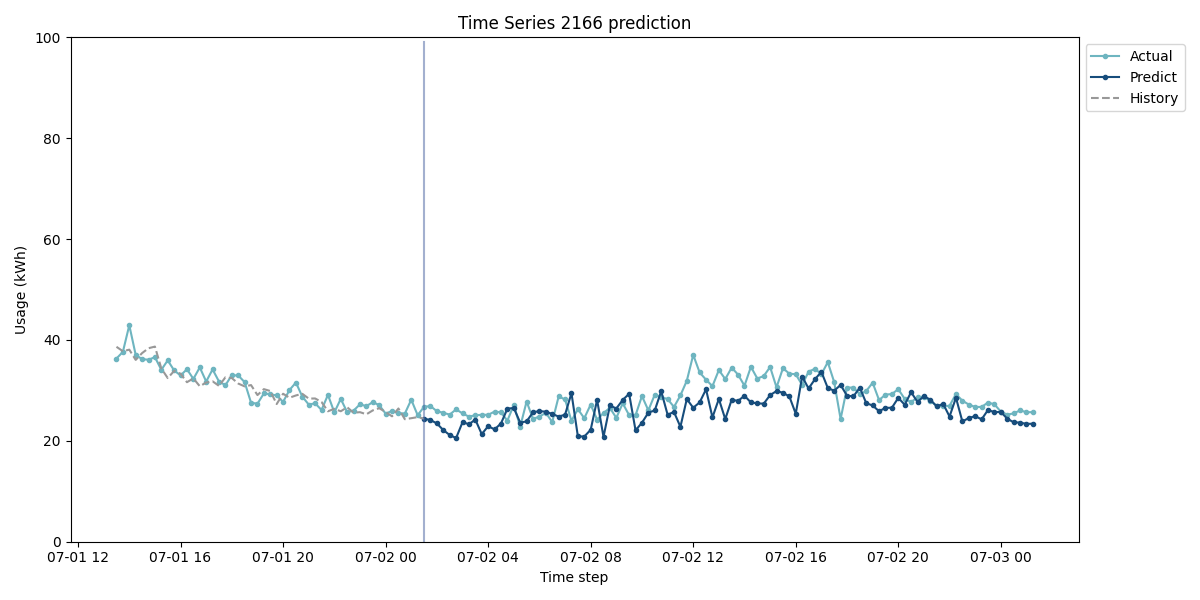 Time Series 2166 prediction
100
80
60
40
20
0
Usage (kWh)
07-01 12 07-01 16 07-01 20 07-02 00 07-02 04 07-02 08 07-02 12 07-02 16 07-02 20 07-03 00
Time step
Actual
Predict
History